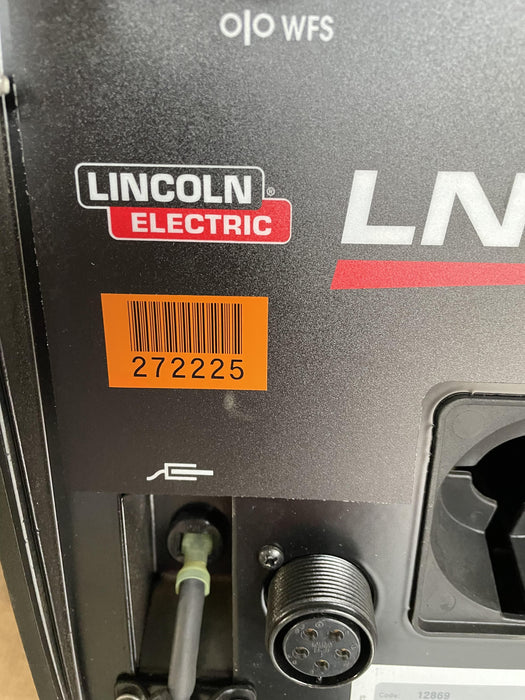 WFS
LINCOLN ®
ELECTRIC
LN
272225
Code: 12869